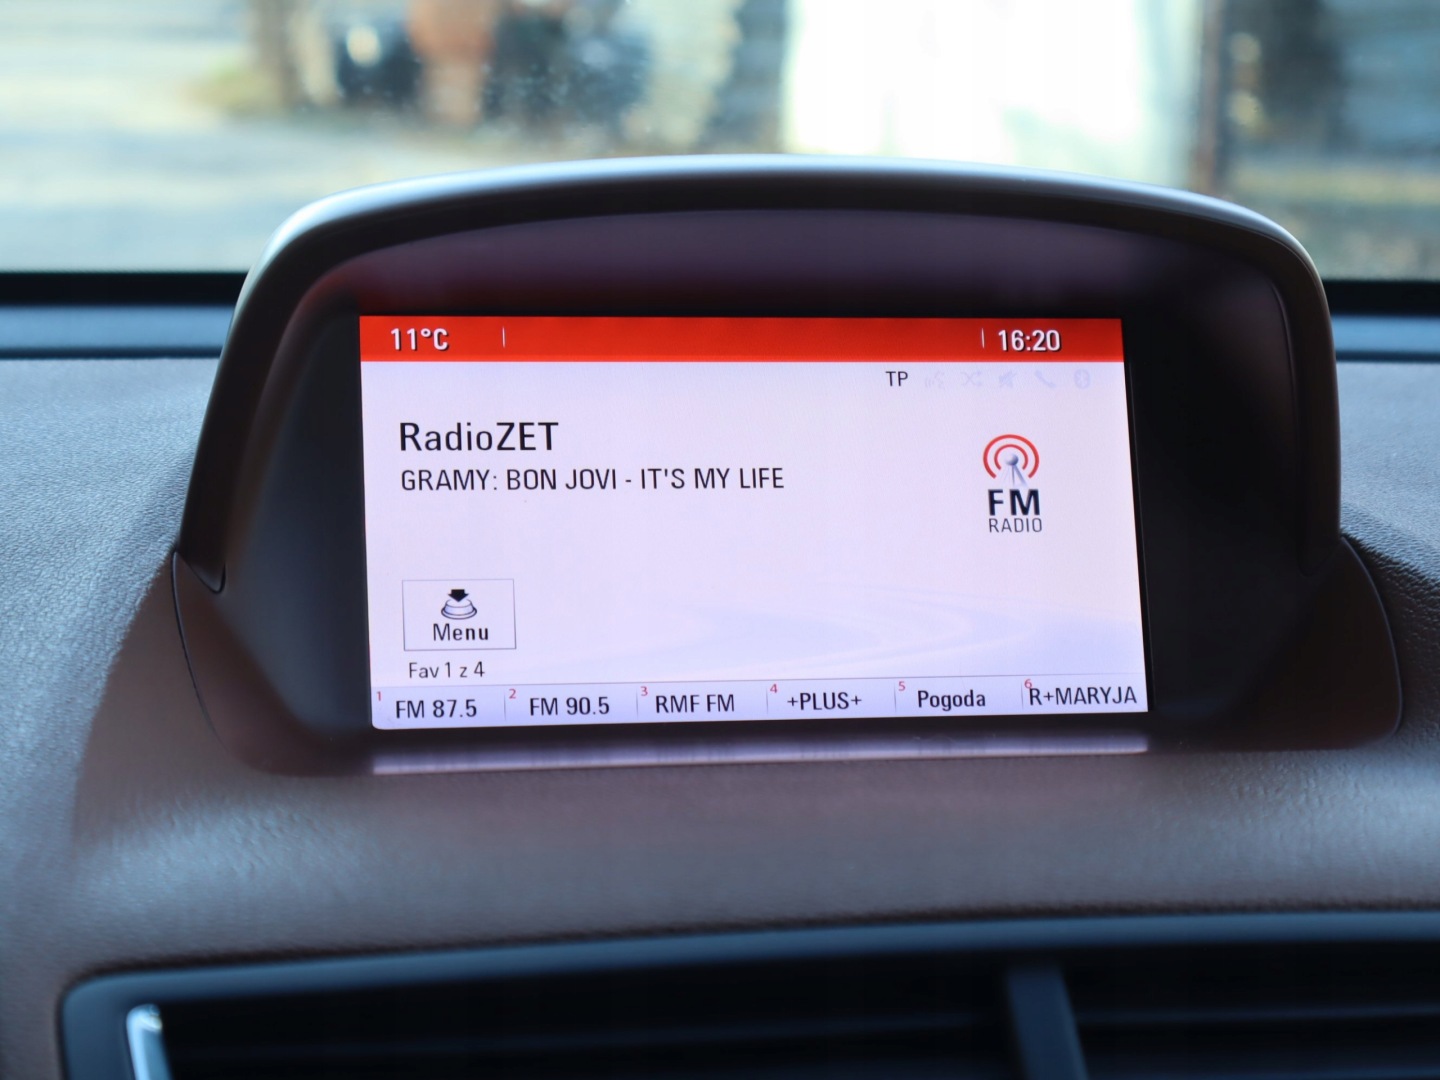 11°C 16:20
TP
RadioZET
GRAMY: BON JOVI - IT'S MY LIFE
FM
RADIO
Menu
Fav 1 z 4
1 FM 87.5 2 FM 90.5 3 RMF FM 4 +PLUS+ 5 Pogoda 6 R+MARYJA